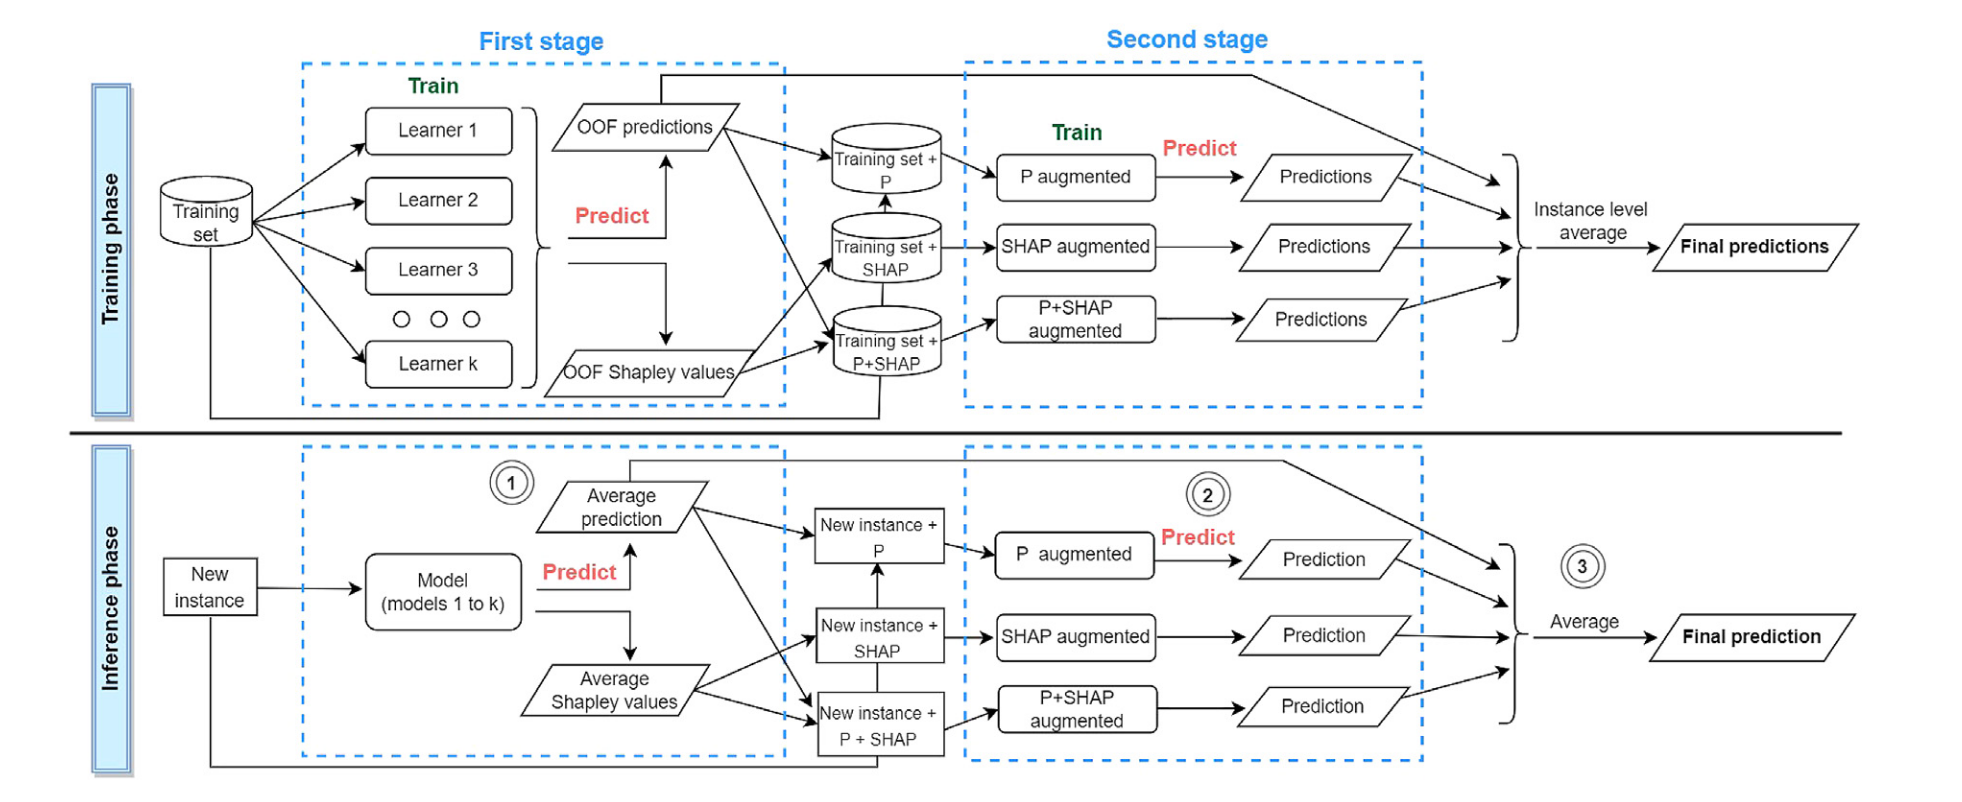 First stage
Second stage
Training phase
Train
Learner 1
Learner 2
Learner 3
Learner k
Training
set
Predict
OOF predictions
OOF Shapley values
Training set +
P
Training set +
SHAP
Training set +
P+SHAP
Train
Predict
P augmented
SHAP augmented
P+SHAP
augmented
Predictions
Predictions
Predictions
Instance level
average
Final predictions
Inference phase
New
instance
Model
(models 1 to k)
1
Predict
Average
prediction
Average
Shapley values
New instance +
P
New instance +
SHAP
New instance +
P + SHAP
2
Predict
P augmented
SHAP augmented
P+SHAP
augmented
Prediction
Prediction
Prediction
3
Average
Final prediction